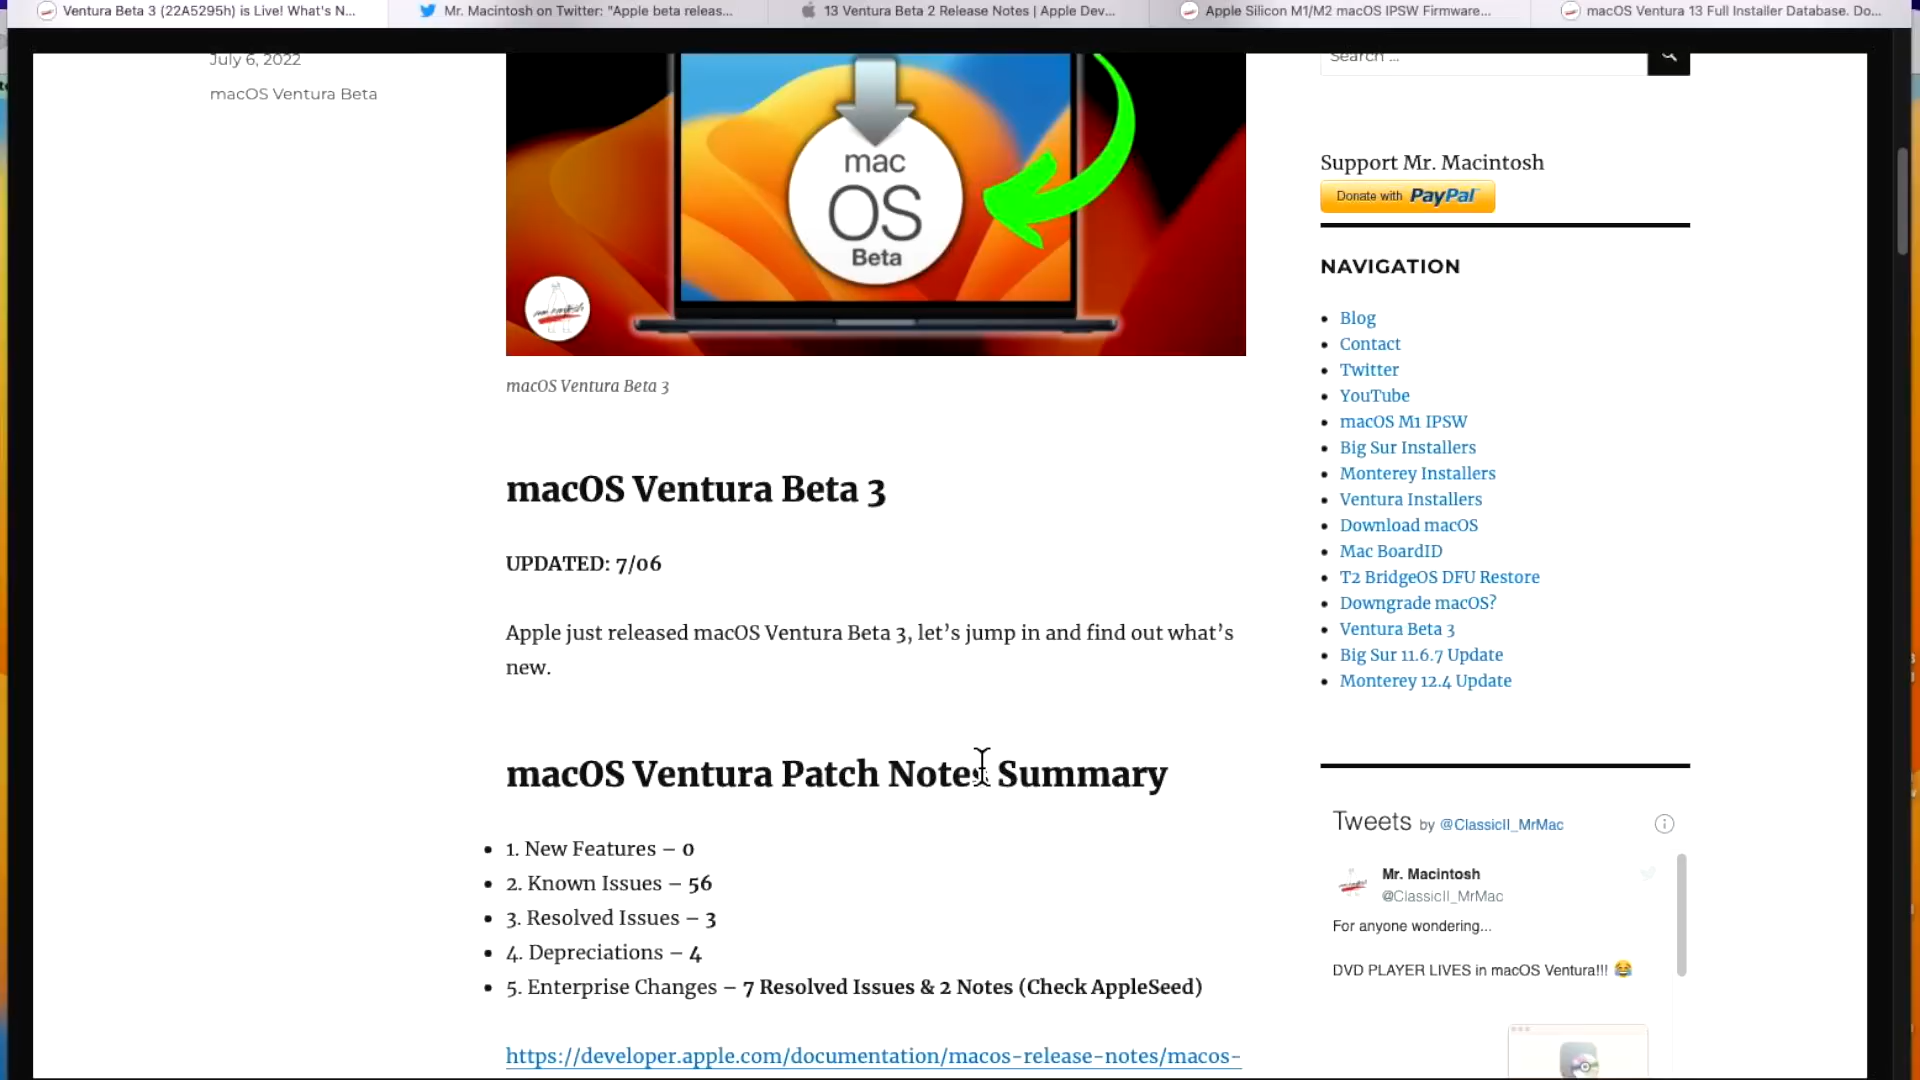 Ventura Beta 3 (22A5295h) is Live! What's N...
Mr. Macintosh on Twitter: "Apple beta releas...
13 Ventura Beta 2 Release Notes | Apple Dev...
Apple Silicon M1/M2 macOS IPSW Firmware...
macOS Ventura 13 Full Installer Database. Do...
July 6, 2022
macOS Ventura Beta
mac
OS
Beta
macOS Ventura Beta 3
macOS Ventura Beta 3
UPDATED: 7/06
Apple just released macOS Ventura Beta 3, let's jump in and find out what's
new.
macOS Ventura Patch Notes Summary
1. New Features – 0
2. Known Issues – 56
3. Resolved Issues – 3
4. Depreciations – 4
5. Enterprise Changes – 7 Resolved Issues & 2 Notes (Check AppleSeed)
https://developer.apple.com/documentation/macos-release-notes/macos-
Search ...
Support Mr. Macintosh
Donate with PayPal
NAVIGATION
Blog
Contact
Twitter
YouTube
macOS M1 IPSW
Big Sur Installers
Monterey Installers
Ventura Installers
Download macOS
Mac BoardID
T2 BridgeOS DFU Restore
Downgrade macOS?
Ventura Beta 3
Big Sur 11.6.7 Update
Monterey 12.4 Update
Tweets by @ClassicII_MrMac
Mr. Macintosh
@ClassicII_MrMac
For anyone wondering...
DVD PLAYER LIVES in macOS Ventura!!! 😂